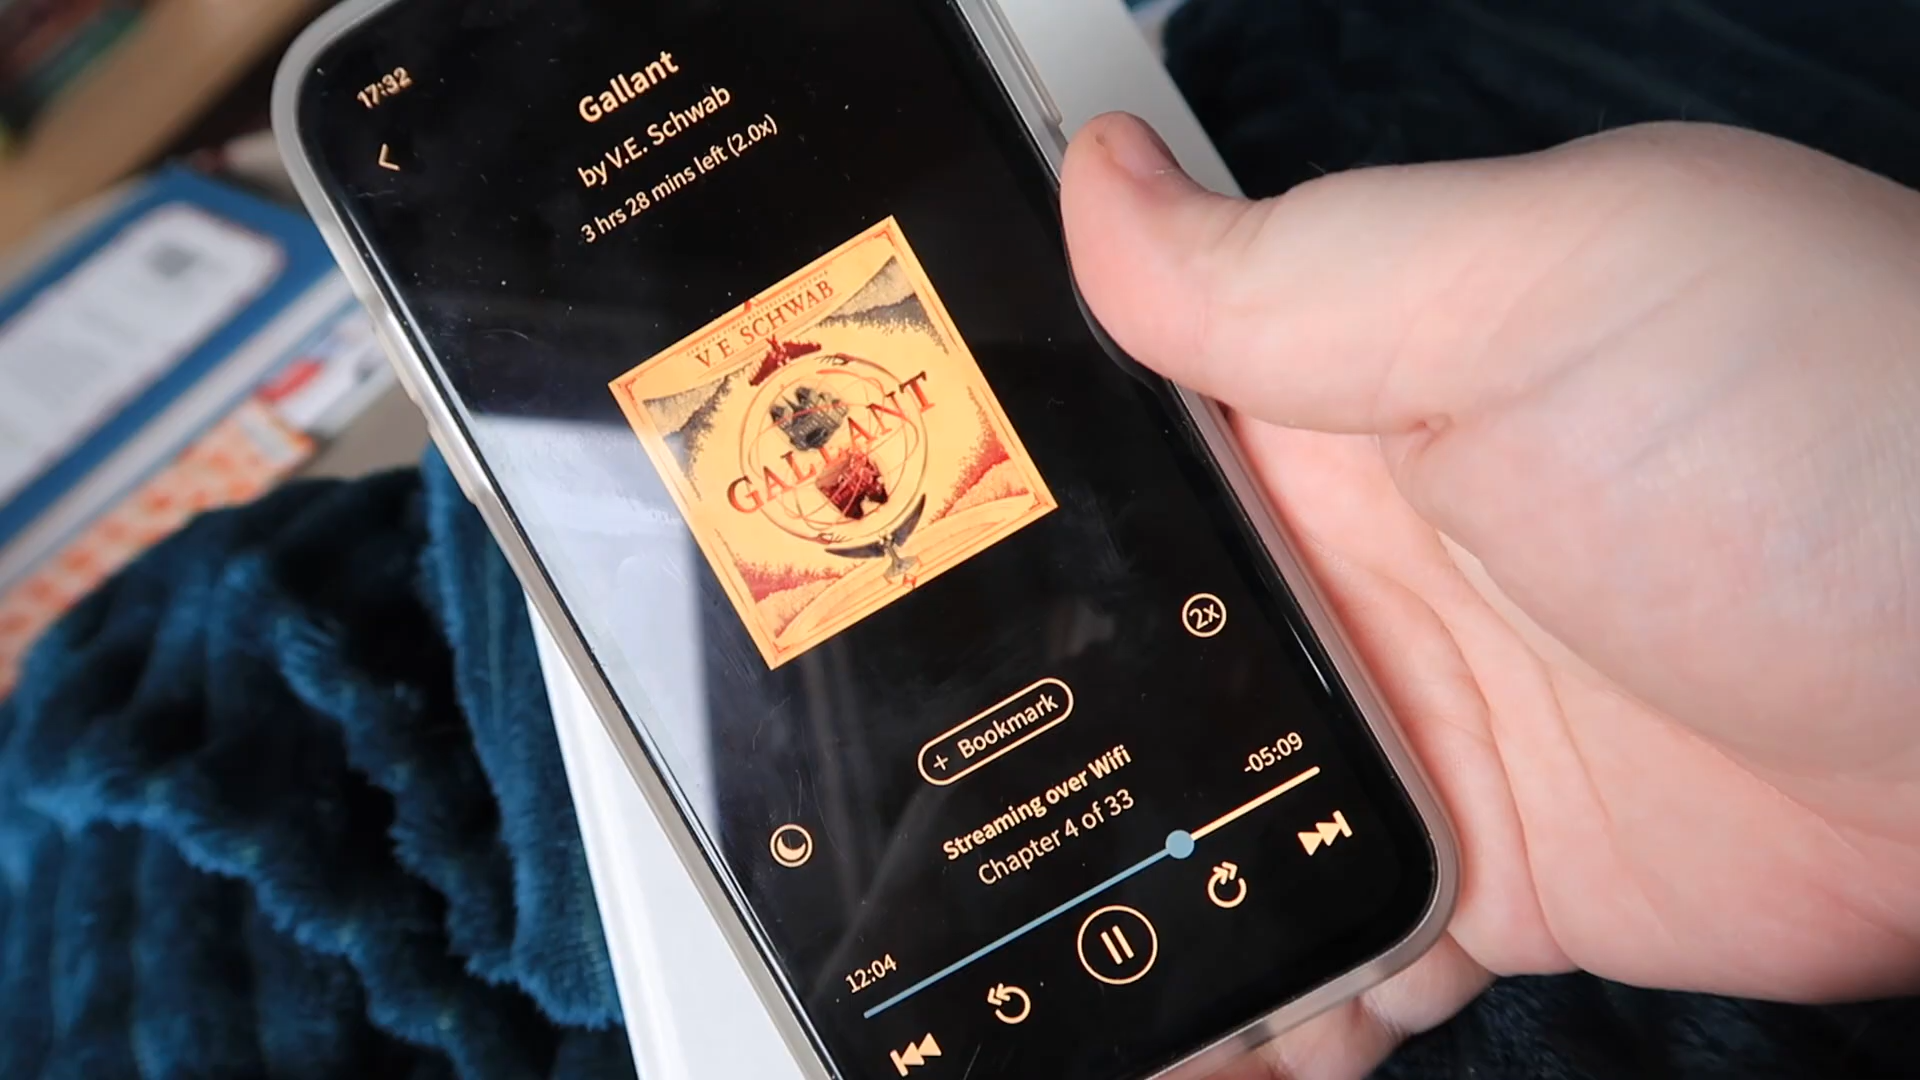 17:32
Gallant
by V.E. Schwab
3 hrs 28 mins left (2.0x)
V.E. SCHWAB
GALLANT
2x
+ Bookmark
Streaming over Wifi
Chapter 4 of 33
-05:09
12:04